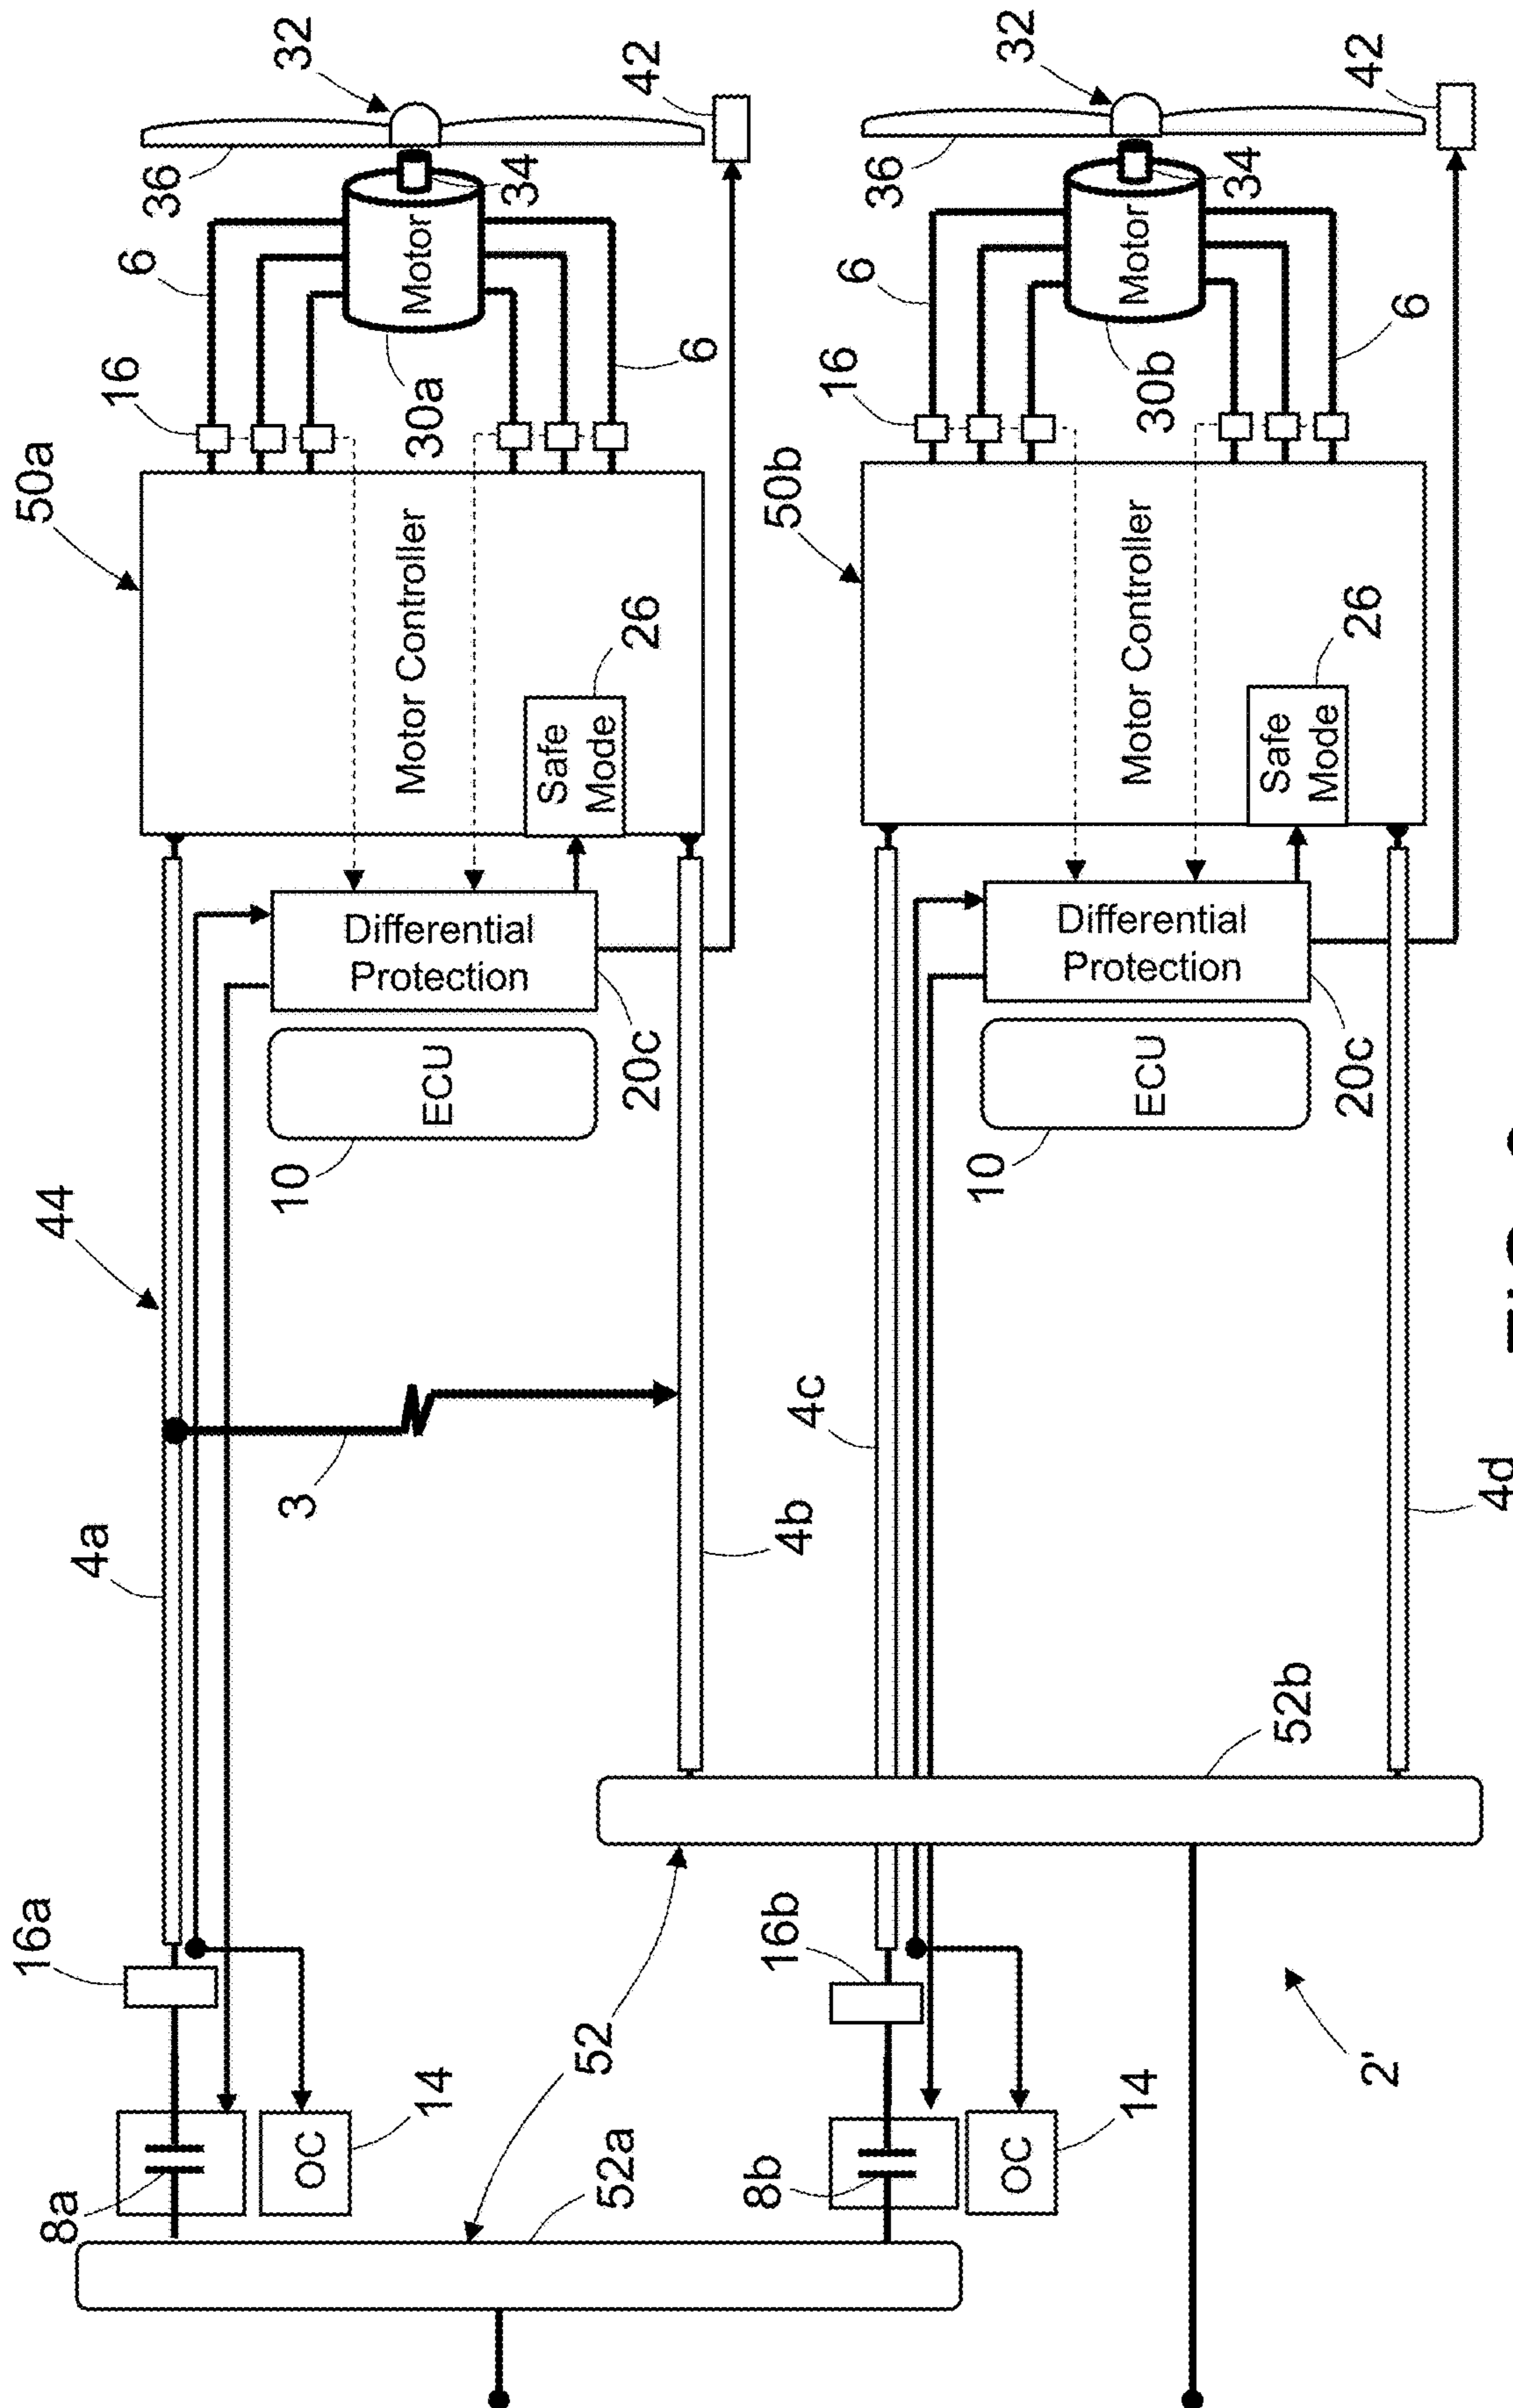 32
42
36
34
6
Motor
16
30a
6
50a
Motor Controller
26
Safe
Mode
Differential
Protection
20c
ECU
10
44
3
4a
4b
16a
8a
OC
14
52
52a
32
42
36
34
6
Motor
16
30b
6
50b
Motor Controller
26
Safe
Mode
Differential
Protection
20c
ECU
10
4c
4d
52b
16b
8b
OC
14
2'